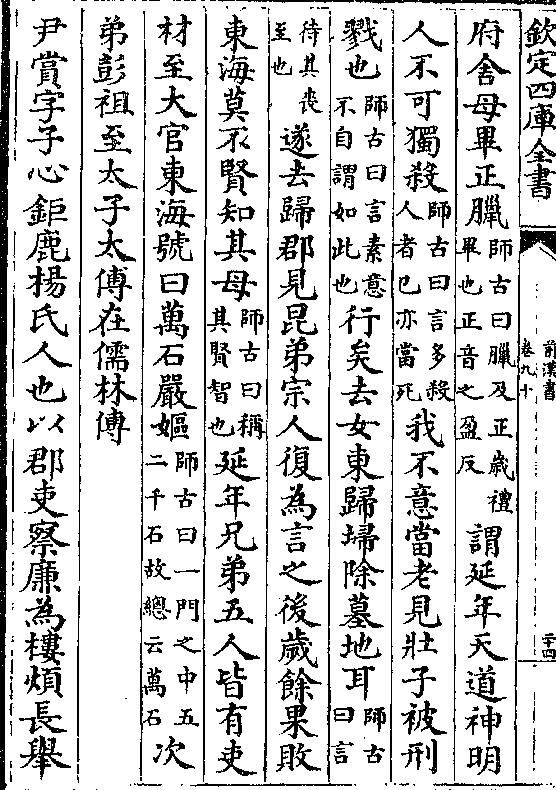 欽定四庫全書
前漢書
卷九十
二十四
府舍母畢正臘師古曰臘及正歲禮畢也正音之盈反謂延年天道神明
人不可獨殺師古曰言多殺人者已亦當死我不意當老見壯子被刑
戮也師古曰言素意不自謂如此也行矣去女東歸埽除墓地耳師古曰言
待其喪至也遂去歸郡見昆弟宗人復為言之後歲餘果敗
東海莫不賢知其母師古曰稱其賢智也延年兄弟五人皆有吏
材至大官東海號曰萬石嚴嫗師古曰一門之中五二千石故總云萬石次
弟彭祖至太子太傅在儒林傅
尹賞字子心鉅鹿楊氏人也以郡吏察廉為樓煩長舉